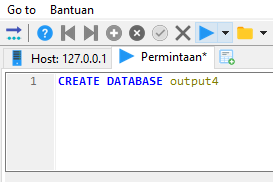 Go to Bantuan
Host: 127.0.0.1 Permintaan*
1 CREATE DATABASE output4